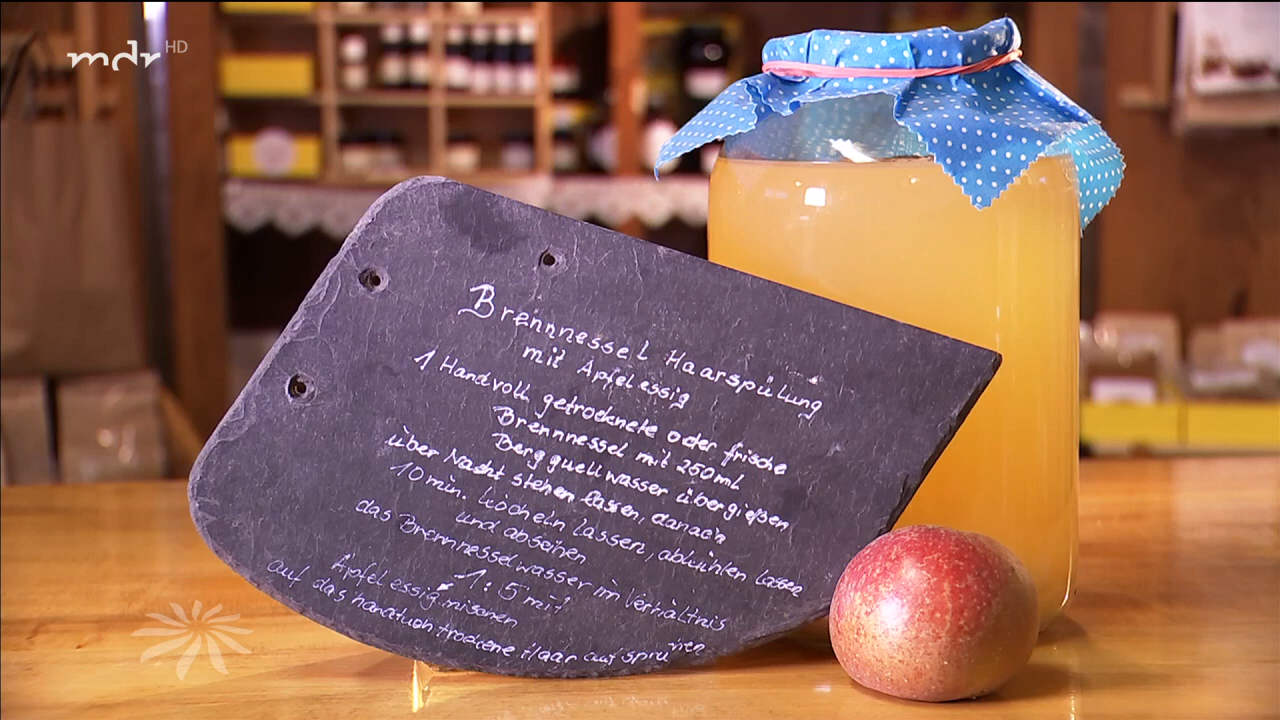 mdr HD
Brennnessel Haarspülung
mit Apfelessig
1 Handvoll getrocknete oder frische
Brennnessel mit 250ml
Bergquellwasser übergießen
über Nacht stehen lassen, danach
10 min. köcheln lassen, abkühlen lassen
und abseihen
das Brennnesselwasser im Verhältnis
1:5 mit
Apfelessig mischen
auf das handtuchtrockene Haar aufsprühen